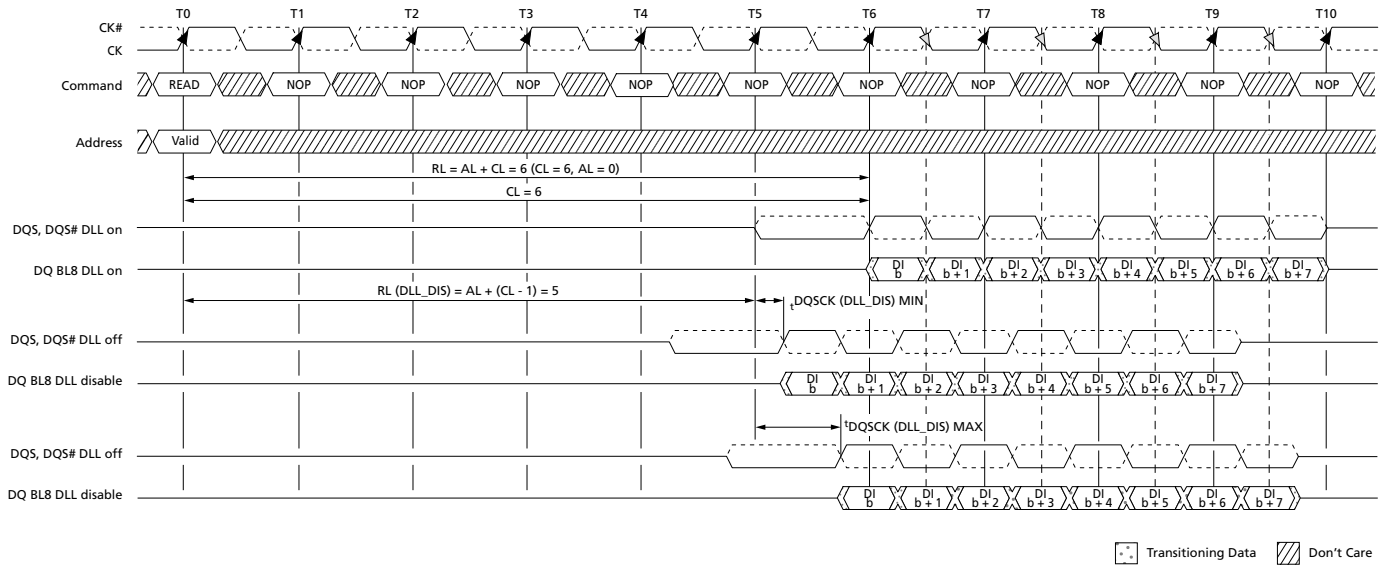 T0 T1 T2 T3 T4 T5 T6 T7 T8 T9 T10
CK#
CK
Command READ NOP NOP NOP NOP NOP NOP NOP NOP NOP NOP
Address Valid
RL = AL + CL = 6 (CL = 6, AL = 0)
CL = 6
DQS, DQS# DLL on
DQ BL8 DLL on DI b DI b + 1 DI b + 2 DI b + 3 DI b + 4 DI b + 5 DI b + 6 DI b + 7
RL (DLL_DIS) = AL + (CL - 1) = 5
tDQSCK (DLL_DIS) MIN
DQS, DQS# DLL off
DQ BL8 DLL disable DI b DI b + 1 DI b + 2 DI b + 3 DI b + 4 DI b + 5 DI b + 6 DI b + 7
tDQSCK (DLL_DIS) MAX
DQS, DQS# DLL off
DQ BL8 DLL disable DI b DI b + 1 DI b + 2 DI b + 3 DI b + 4 DI b + 5 DI b + 6 DI b + 7
Transitioning Data Don't Care